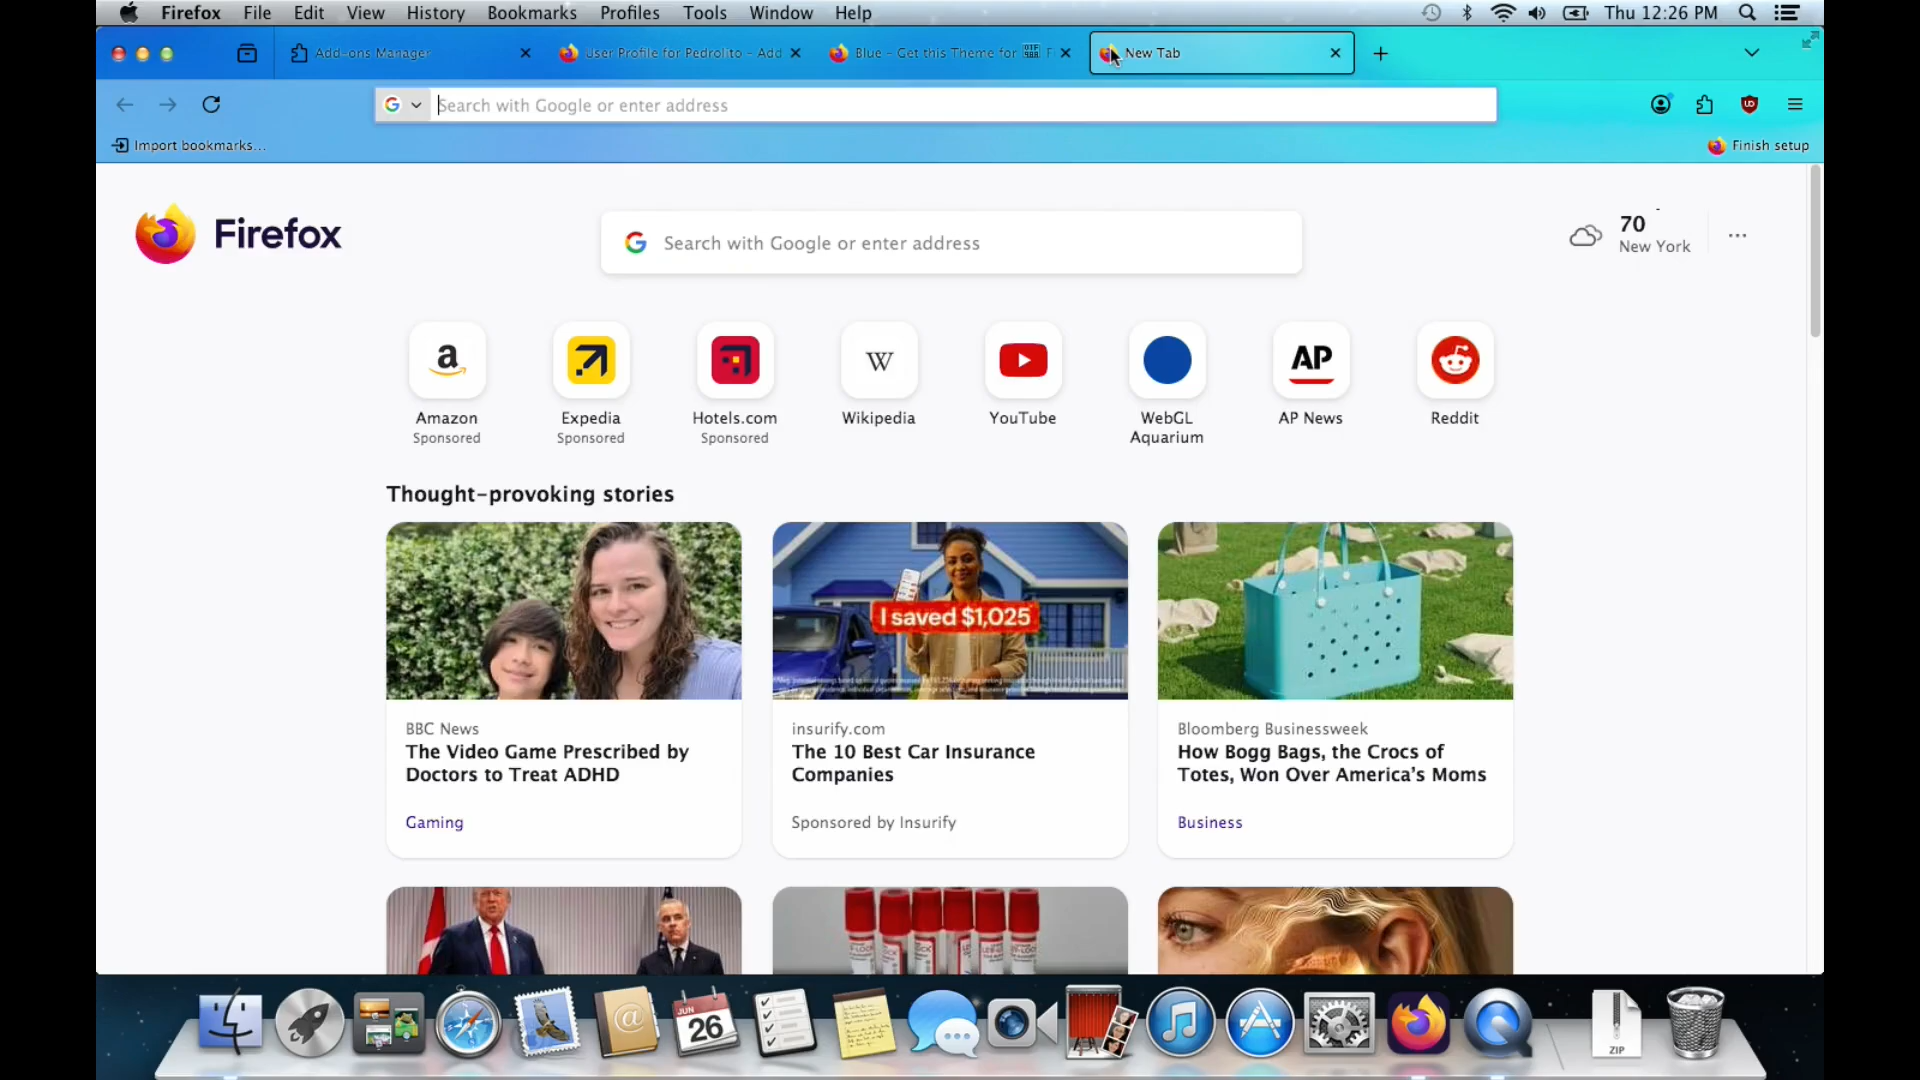 Firefox File Edit View History Bookmarks Profiles Tools Window Help Thu 12:26 PM
Add-ons Manager User Profile for Pedrolito - Add Blue - Get this Theme for F New Tab
Search with Google or enter address
Import bookmarks... Finish setup
Firefox
Search with Google or enter address
70
New York
Amazon
Sponsored
Expedia
Sponsored
Hotels.com
Sponsored
Wikipedia
YouTube
WebGL
Aquarium
AP
AP News
Reddit
Thought-provoking stories
BBC News
The Video Game Prescribed by
Doctors to Treat ADHD
Gaming
I saved $1,025
insurify.com
The 10 Best Car Insurance
Companies
Sponsored by Insurify
Bloomberg Businessweek
How Bogg Bags, the Crocs of
Totes, Won Over America's Moms
Business
JUN
26
ZIP